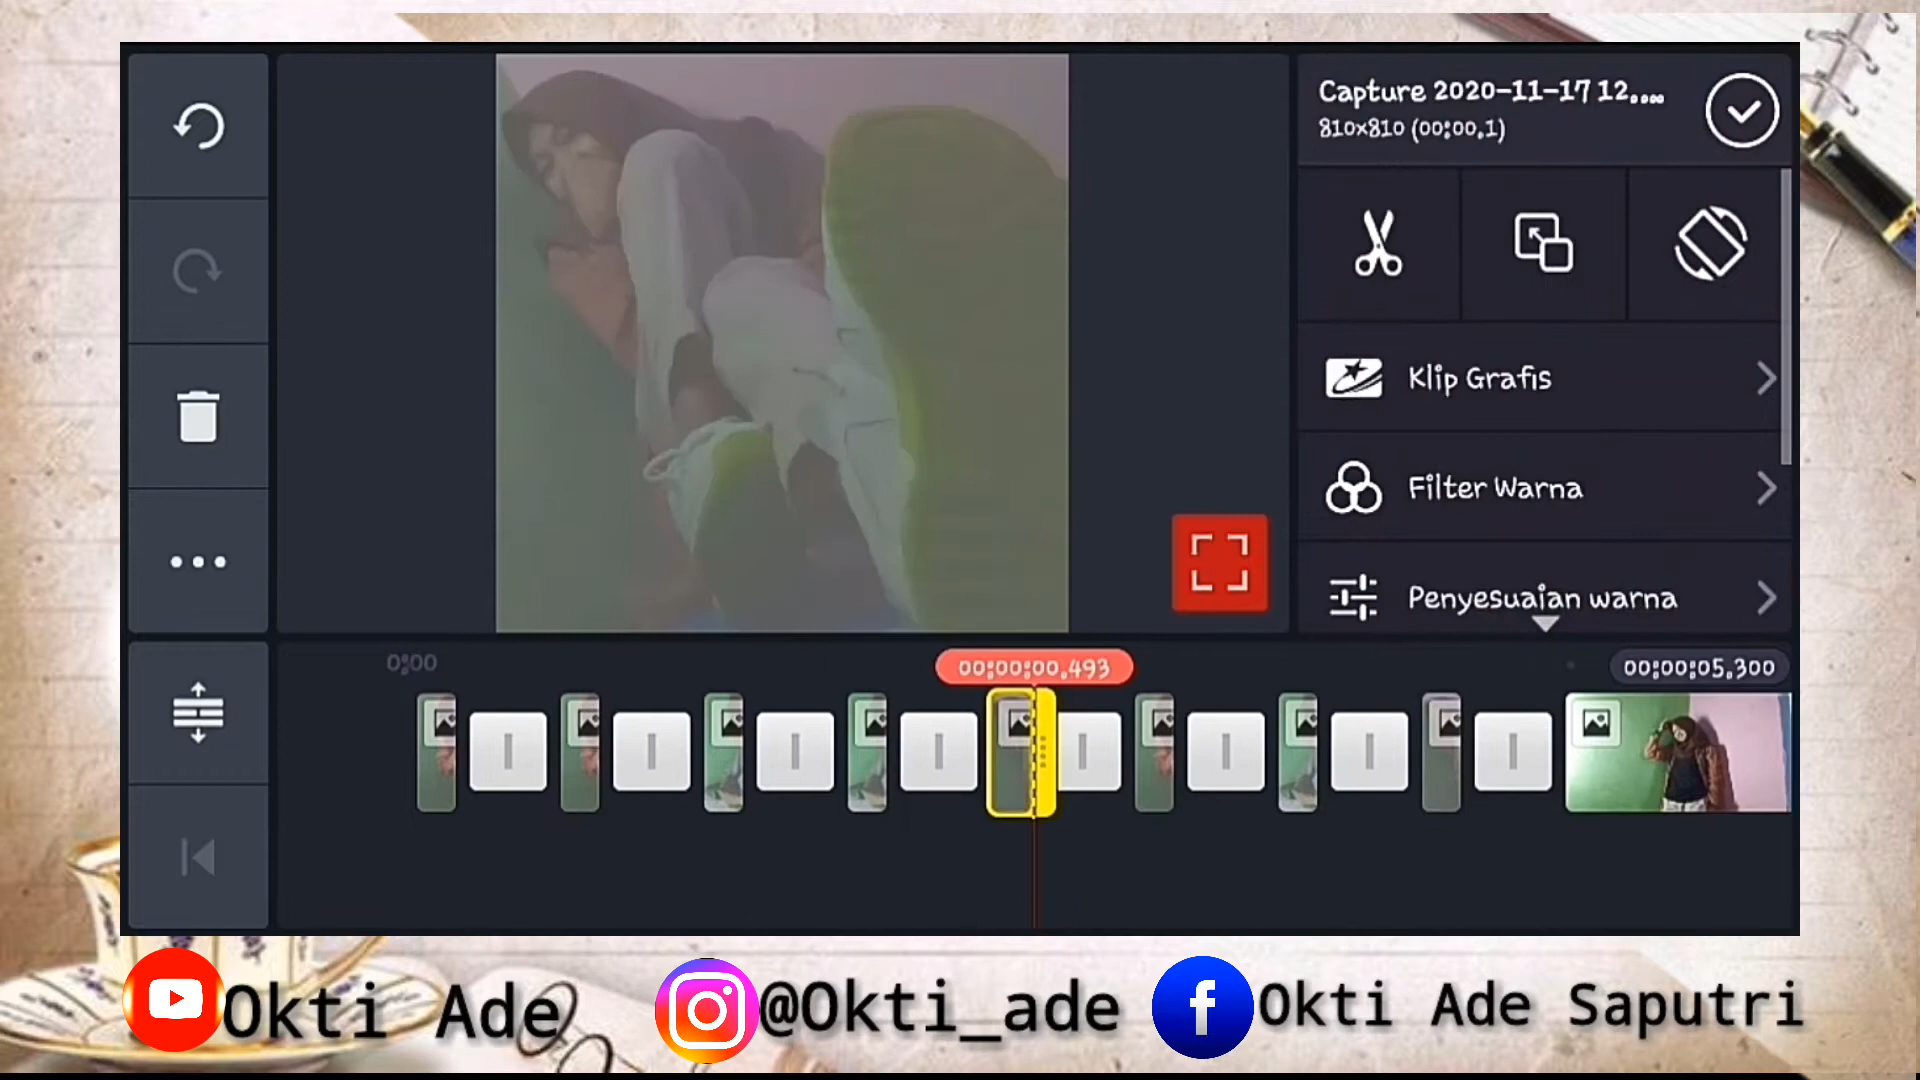 Capture 2020-11-17 12....
810x810 (00:00.1)
Klip Grafis
Filter Warna
Penyesuaian warna
0:00
00:00:00.493
00:00:05.300
Okti Ade
@Okti_ade
Okti Ade Saputri